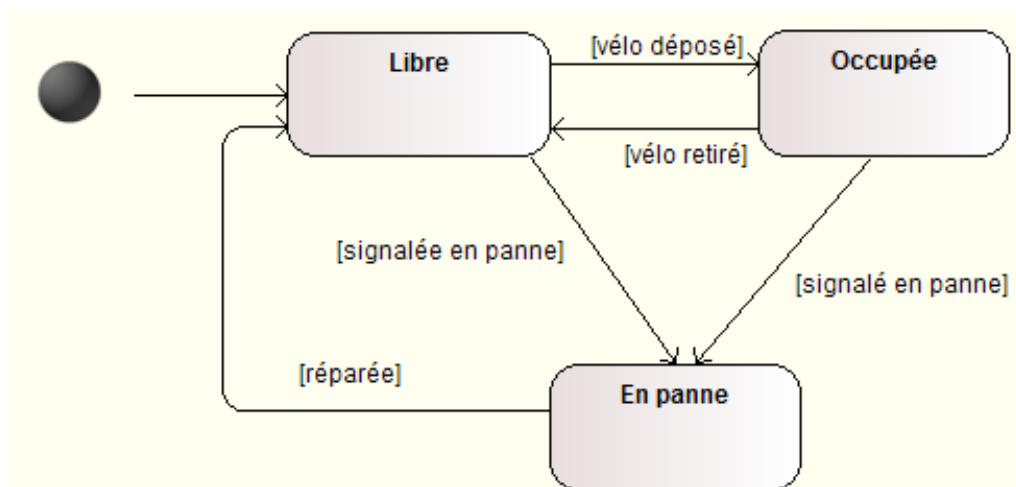 [vélo déposé]
Libre
Occupée
[vélo retiré]
[signalée en panne]
[signalé en panne]
[réparée]
En panne